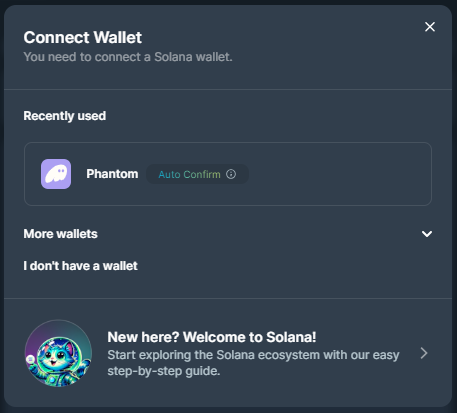 Connect Wallet
You need to connect a Solana wallet.
Recently used
Phantom Auto Confirm
More wallets
I don't have a wallet
New here? Welcome to Solana!
Start exploring the Solana ecosystem with our easy
step-by-step guide.